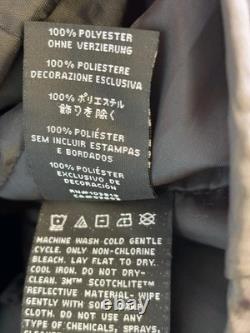 100% POLYESTER
OHNE VERZIERUNG
100% POLIESTERE
DECORAZIONE ESCLUSIVA
100% ポリエステル
飾りを除く
100% POLIÉSTER
SEM INCLUIR ESTAMPAS
E BORDADOS
100% POLIÉSTER
EXCLUSIVO DE
DECORACIÓN
MACHINE WASH COLD GENTLE
CYCLE. ONLY NON-CHLORINE
BLEACH. LAY FLAT TO DRY.
COOL IRON. DO NOT DRY-
CLEAN. 3M™ SCOTCHLITE™
REFLECTIVE MATERIAL- WIPE
GENTLY WITH
WITH SO
CLOTH. DO NOT USE ANY
TYPE OF CHEMICALS, SPRAYS,